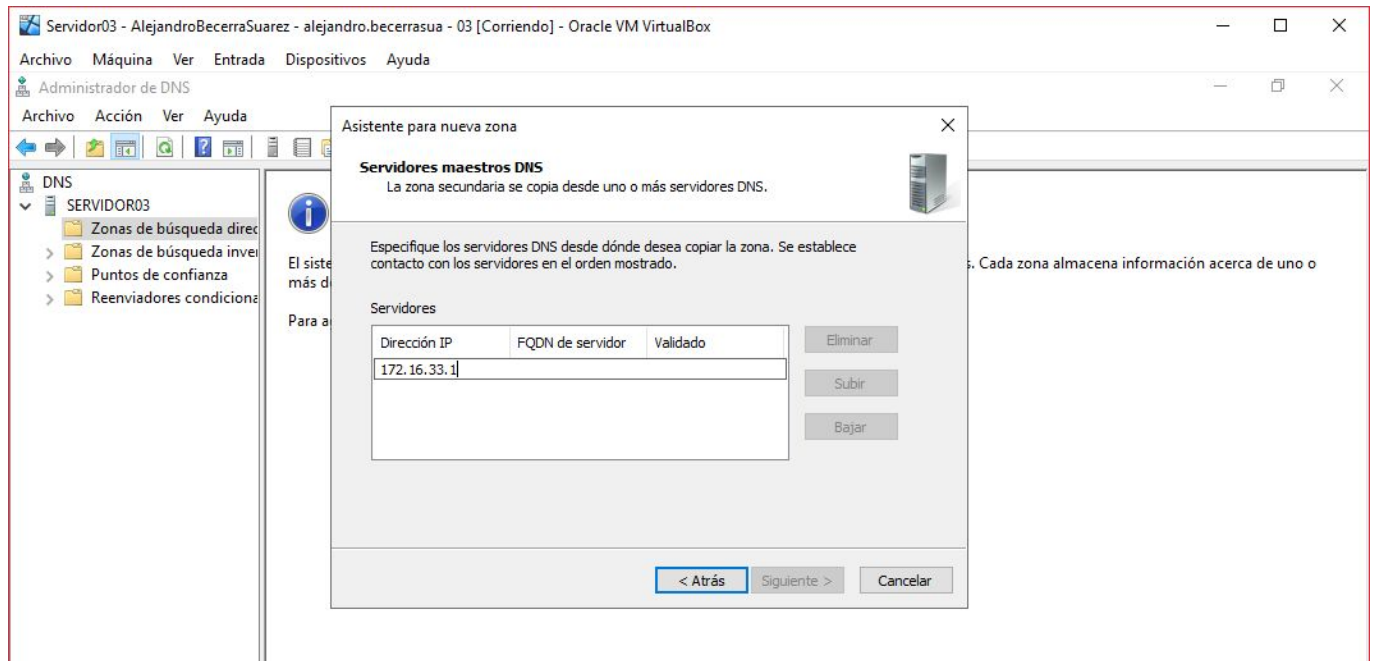 Servidor03 - AlejandroBecerraSuarez - alejandro.becerrasua - 03 [Corriendo] - Oracle VM VirtualBox
Archivo Máquina Ver Entrada Dispositivos Ayuda
Administrador de DNS
Archivo Acción Ver Ayuda
DNS
SERVIDOR03
Zonas de búsqueda direc
Zonas de búsqueda inver
Puntos de confianza
Reenviadores condiciona
El siste
más d
Para a
s. Cada zona almacena información acerca de uno o
Asistente para nueva zona
Servidores maestros DNS
La zona secundaria se copia desde uno o más servidores DNS.
Especifique los servidores DNS desde dónde desea copiar la zona. Se establece
contacto con los servidores en el orden mostrado.
Servidores
Dirección IP FQDN de servidor Validado
172.16.33.1
Eliminar
Subir
Bajar
< Atrás Siguiente > Cancelar